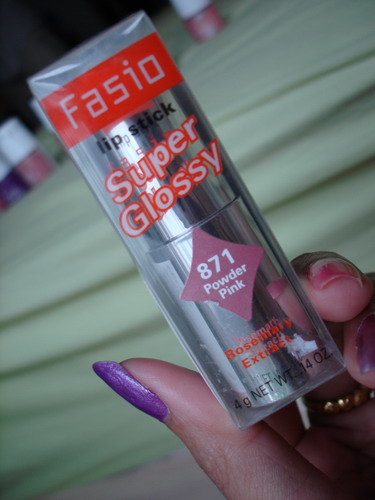 Fasio
lipstick
Super
Glossy
871
Powder
Pink
Rosemary
Extract
4 g NET WT. .14 OZ.